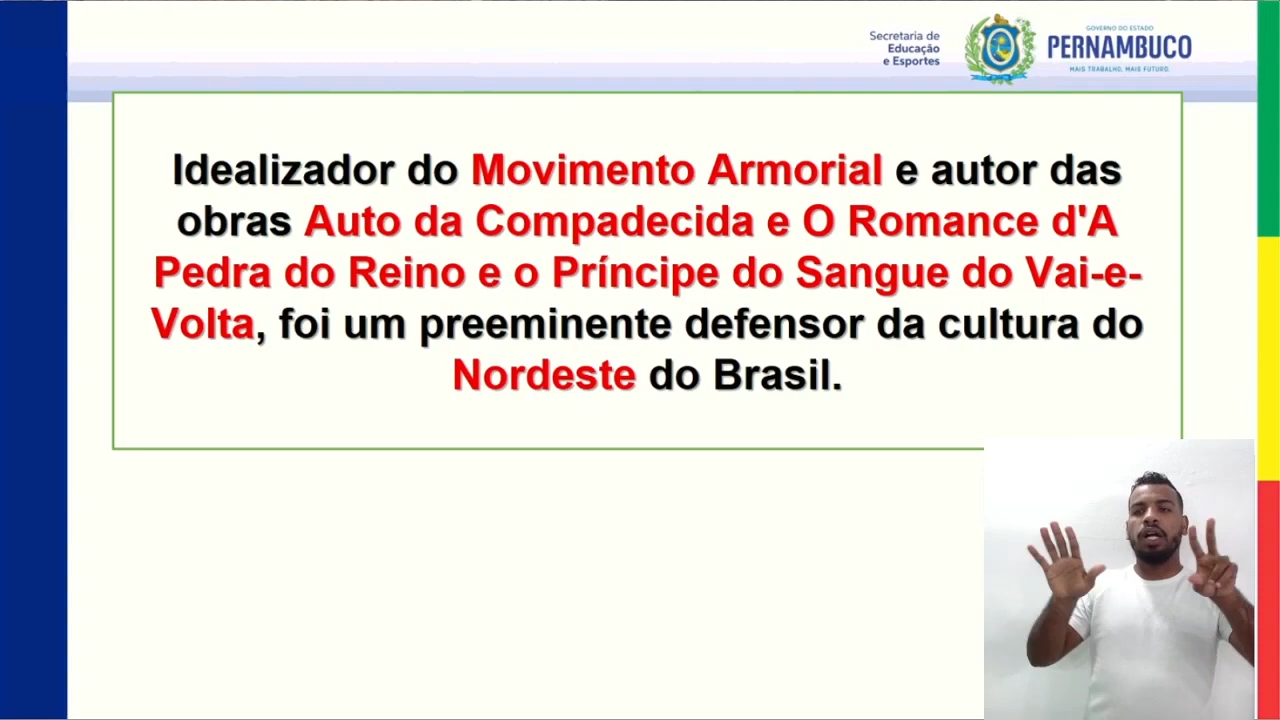 Secretaria de
Educação
e Esportes
GOVERNO DO ESTADO
PERNAMBUCO
MAIS TRABALHO, MAIS FUTURO.
Idealizador do Movimento Armorial e autor das
obras Auto da Compadecida e O Romance d'A
Pedra do Reino e o Príncipe do Sangue do Vai-e-
Volta, foi um preeminente defensor da cultura do
Nordeste do Brasil.